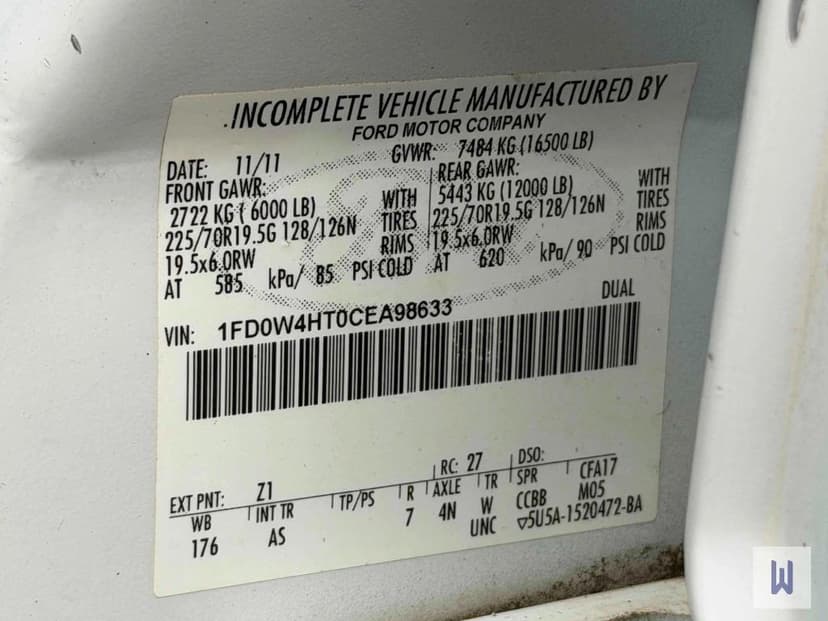 .INCOMPLETE VEHICLE MANUFACTURED BY
FORD MOTOR COMPANY
DATE: 11/11 GVWR: 7484 KG (16500 LB)
FRONT GAWR: REAR GAWR:
2722 KG ( 6000 LB) WITH 5443 KG (12000 LB) WITH
225/70R19.5G 128/126N TIRES 225/70R19.5G 128/126N TIRES
19.5x6.0RW RIMS 19.5x6.0RW RIMS
AT 585 kPa/ 85 PSI COLD AT 620 kPa/ 90 PSI COLD
DUAL
VIN: 1FD0W4HT0CEA98633
EXT PNT: Z1 RC: 27 DSO:
WB INT TR TP/PS R AXLE TR SPR CFA17
176 AS 7 4N W CCBB M05
UNC ▽5U5A-1520472-BA
W